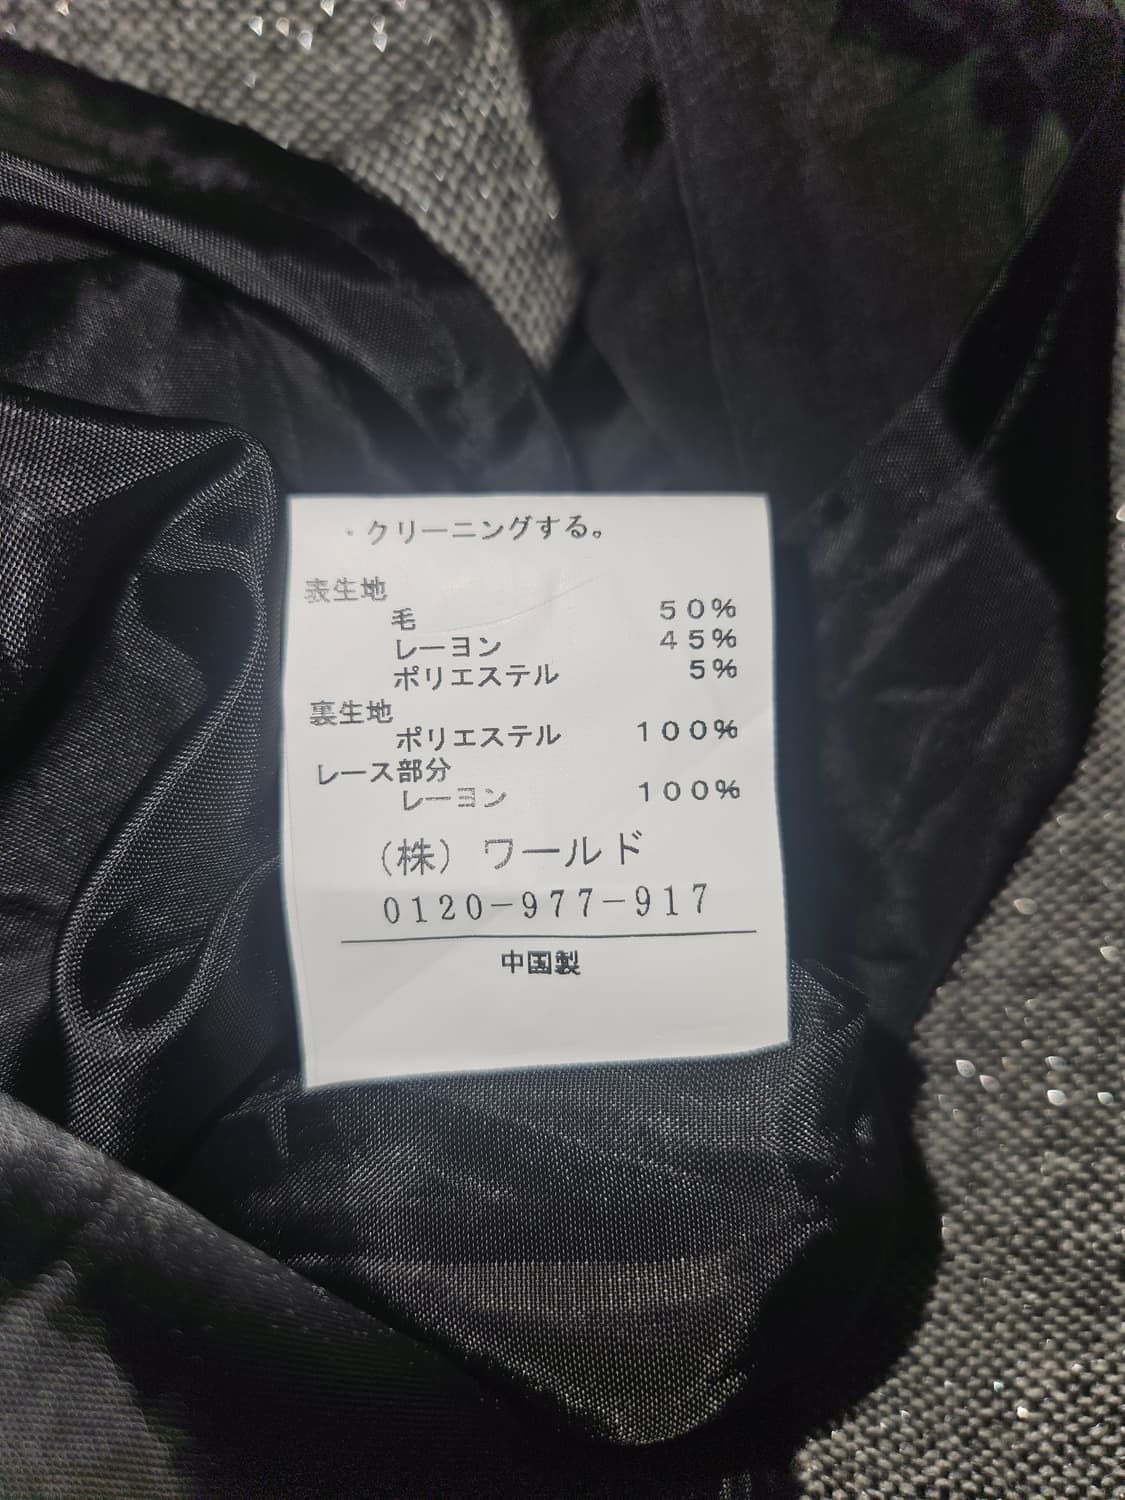 ・クリーニングする。
表生地
毛 50%
レーヨン 45%
ポリエステル 5%
裏生地
ポリエステル 100%
レース部分
レーヨン 100%
(株) ワールド
0120-977-917
中国製